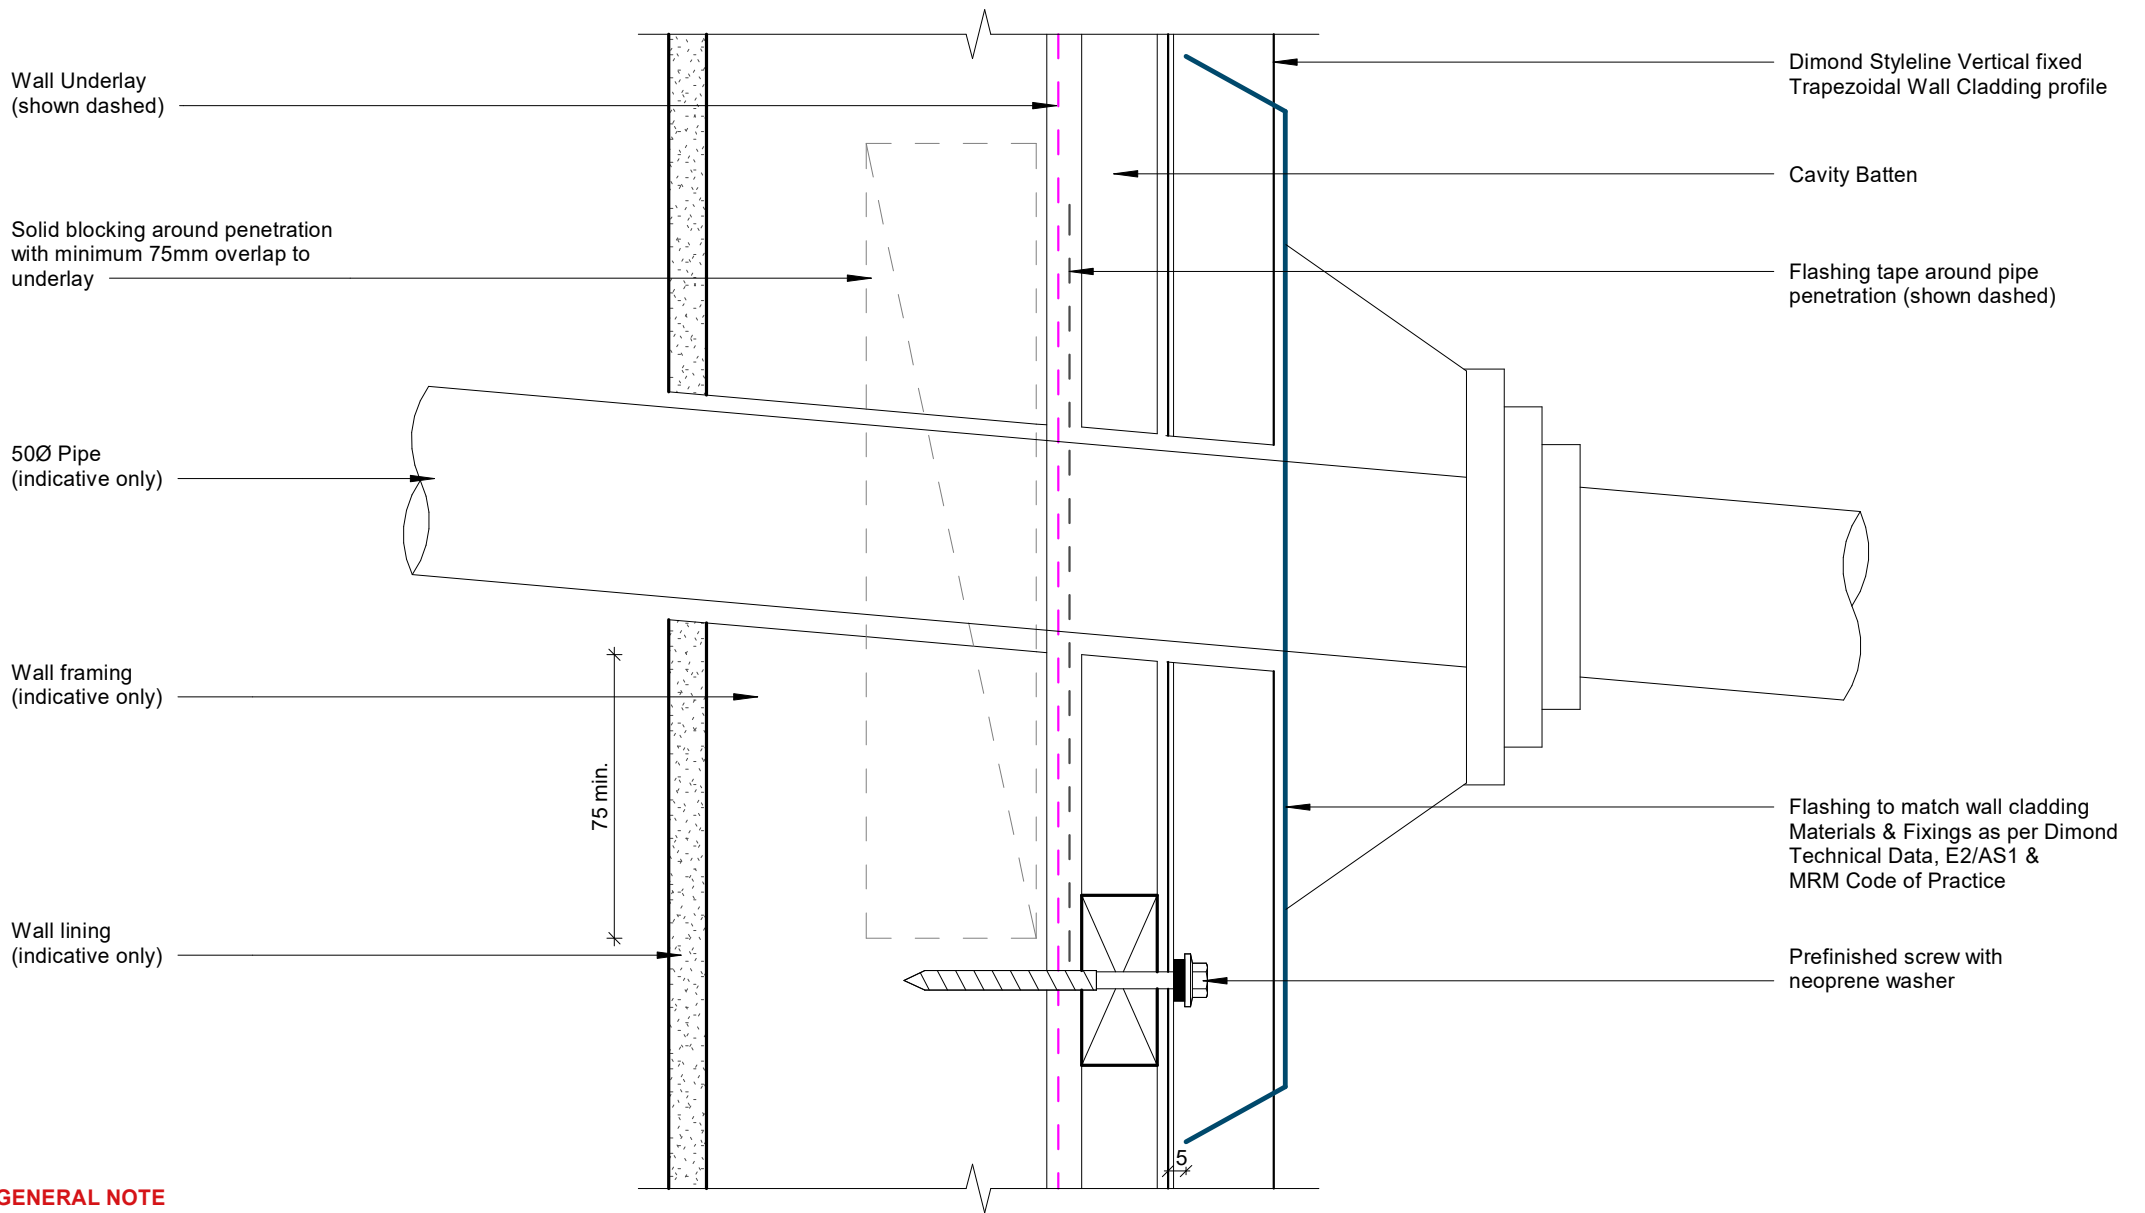 Wall Underlay
(shown dashed)
Solid blocking around penetration
with minimum 75mm overlap to
underlay
50Ø Pipe
(indicative only)
Wall framing
(indicative only)
75 min.
Wall lining
(indicative only)
Dimond Styleline Vertical fixed
Trapezoidal Wall Cladding profile
Cavity Batten
Flashing tape around pipe
penetration (shown dashed)
Flashing to match wall cladding
Materials & Fixings as per Dimond
Technical Data, E2/AS1 &
MRM Code of Practice
Prefinished screw with
neoprene washer
5
GENERAL NOTE